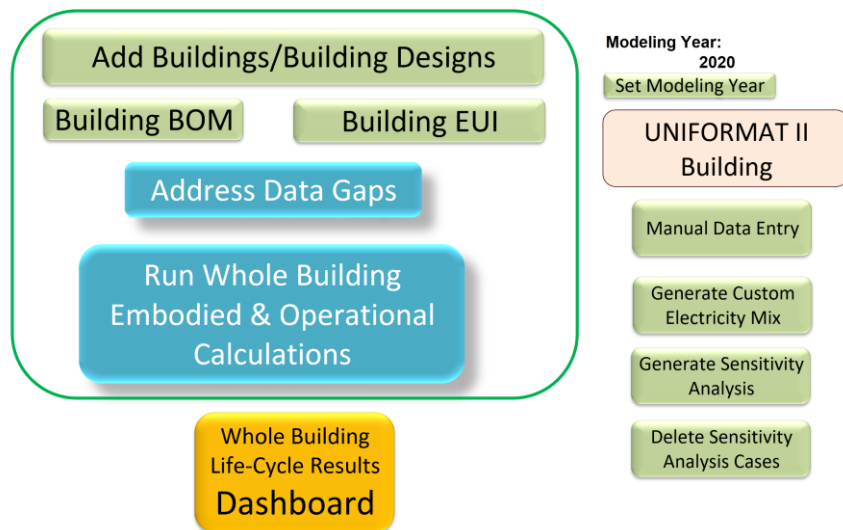 Add Buildings/Building Designs
Building BOM
Building EUI
Address Data Gaps
Run Whole Building
Embodied & Operational
Calculations
Whole Building
Life-Cycle Results
Dashboard
Modeling Year:
2020
Set Modeling Year
UNIFORMAT II
Building
Manual Data Entry
Generate Custom
Electricity Mix
Generate Sensitivity
Analysis
Delete Sensitivity
Analysis Cases